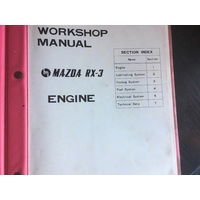 WORKSHOP
MANUAL
MAZDA RX-3
ENGINE
SECTION INDEX
Name Section
Engine 1
Lubricating System 2
Cooling System 3
Fuel System 4
Electrical System 5
Technical Data 7